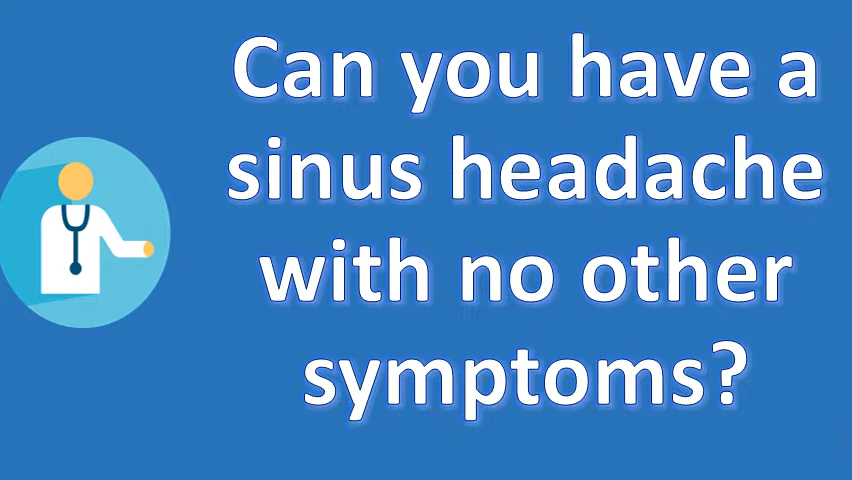 Can you have a
sinus headache
with no other
symptoms?